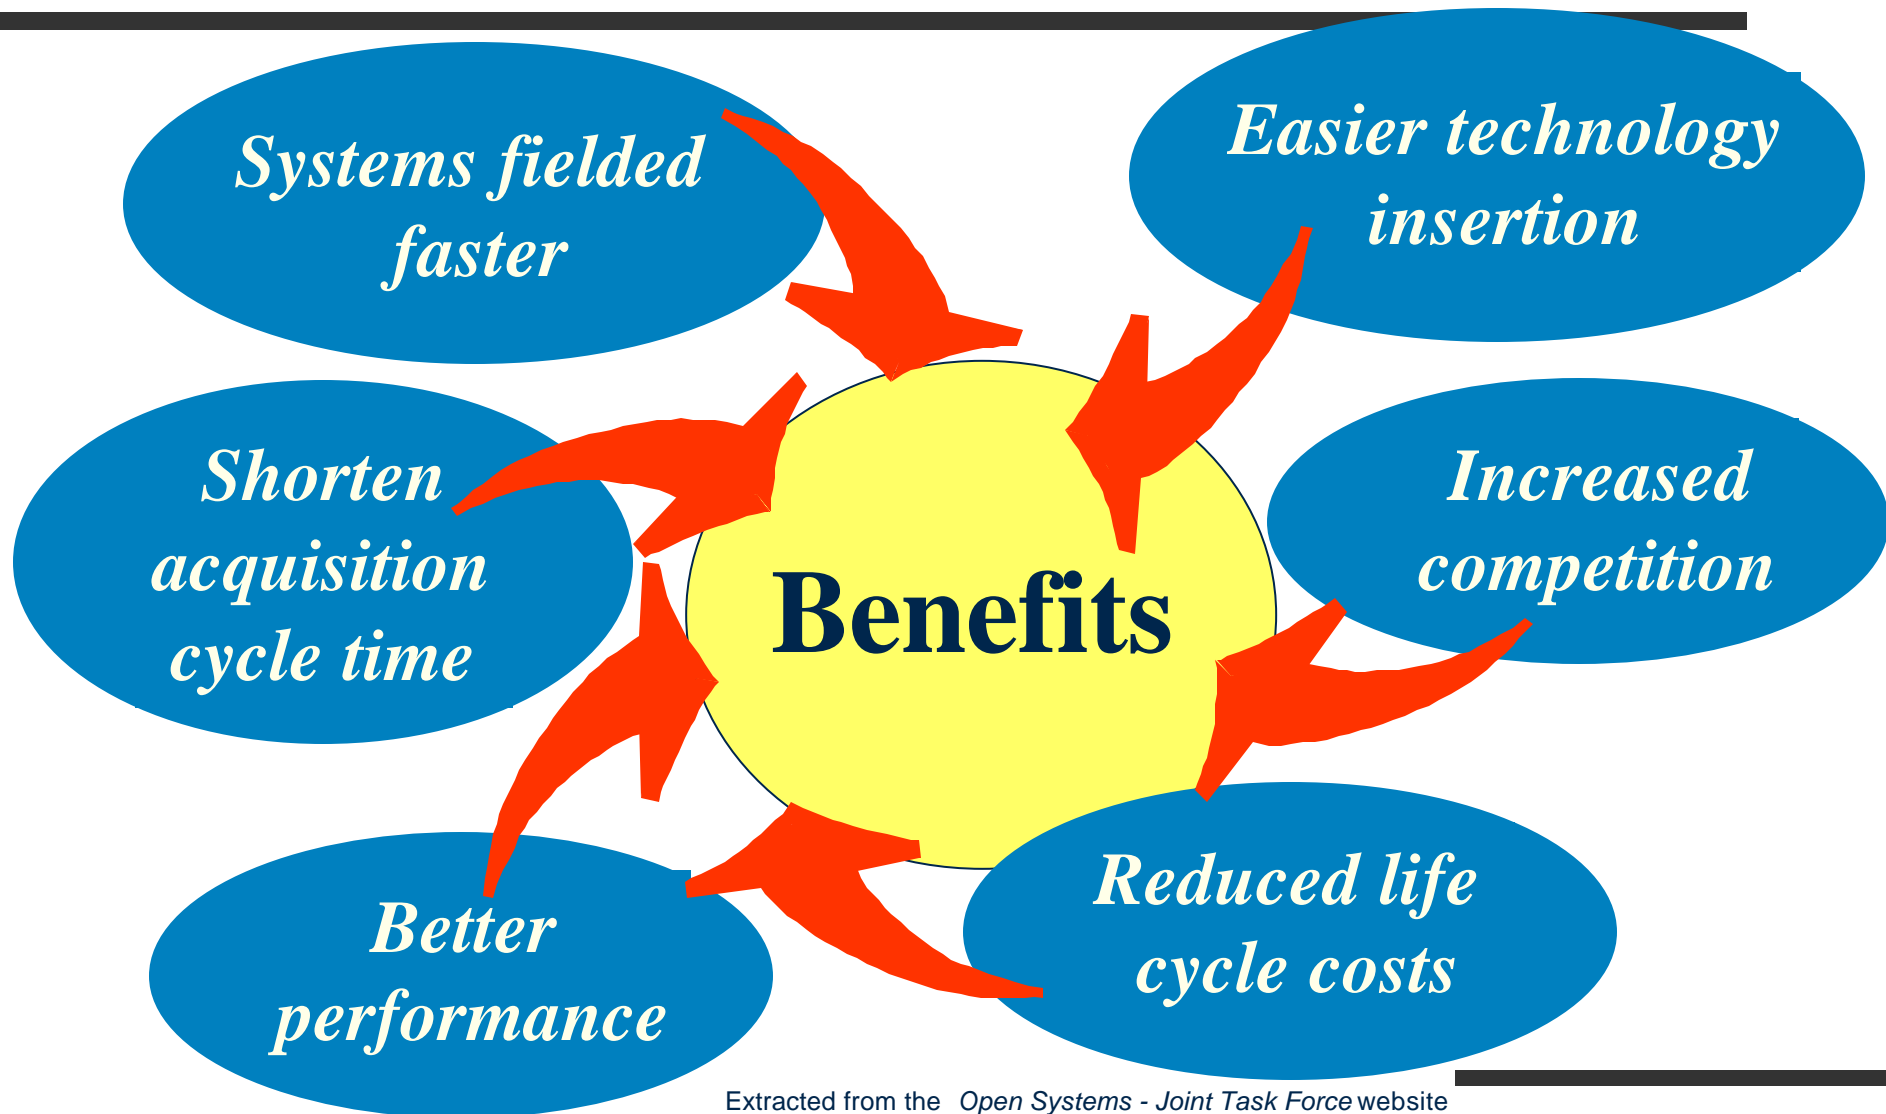 Systems fielded
faster
Easier technology
insertion
Shorten
acquisition
cycle time
Increased
competition
Benefits
Better
performance
Reduced life
cycle costs
Extracted from the Open Systems - Joint Task Force website